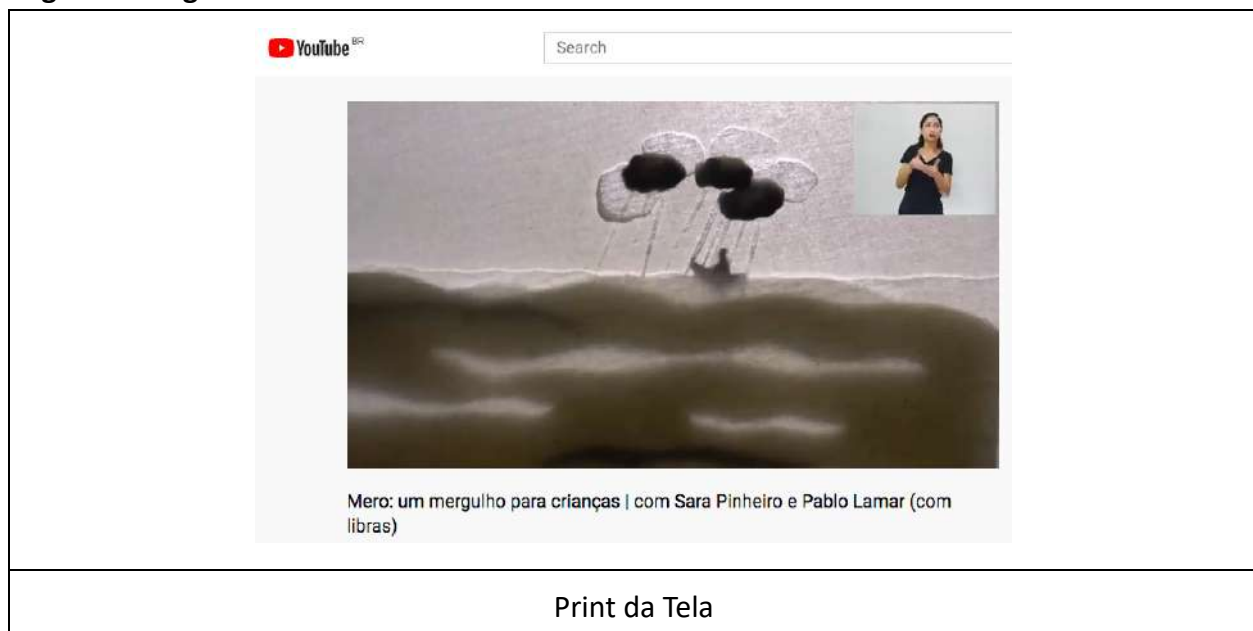 YouTube BR
Search
Mero: um mergulho para crianças | com Sara Pinheiro e Pablo Lamar (com
libras)
Print da Tela